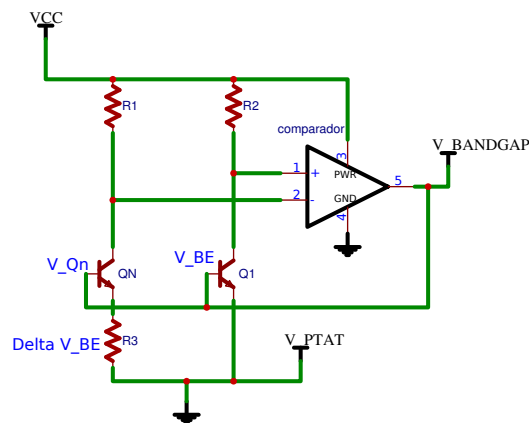 VCC
R1
R2
comparador
V_BANDGAP
1
+
3
PWR
5
2
-
GND
4
V_Qn
QN
V_BE
Q1
Delta V_BE
R3
V_PTAT